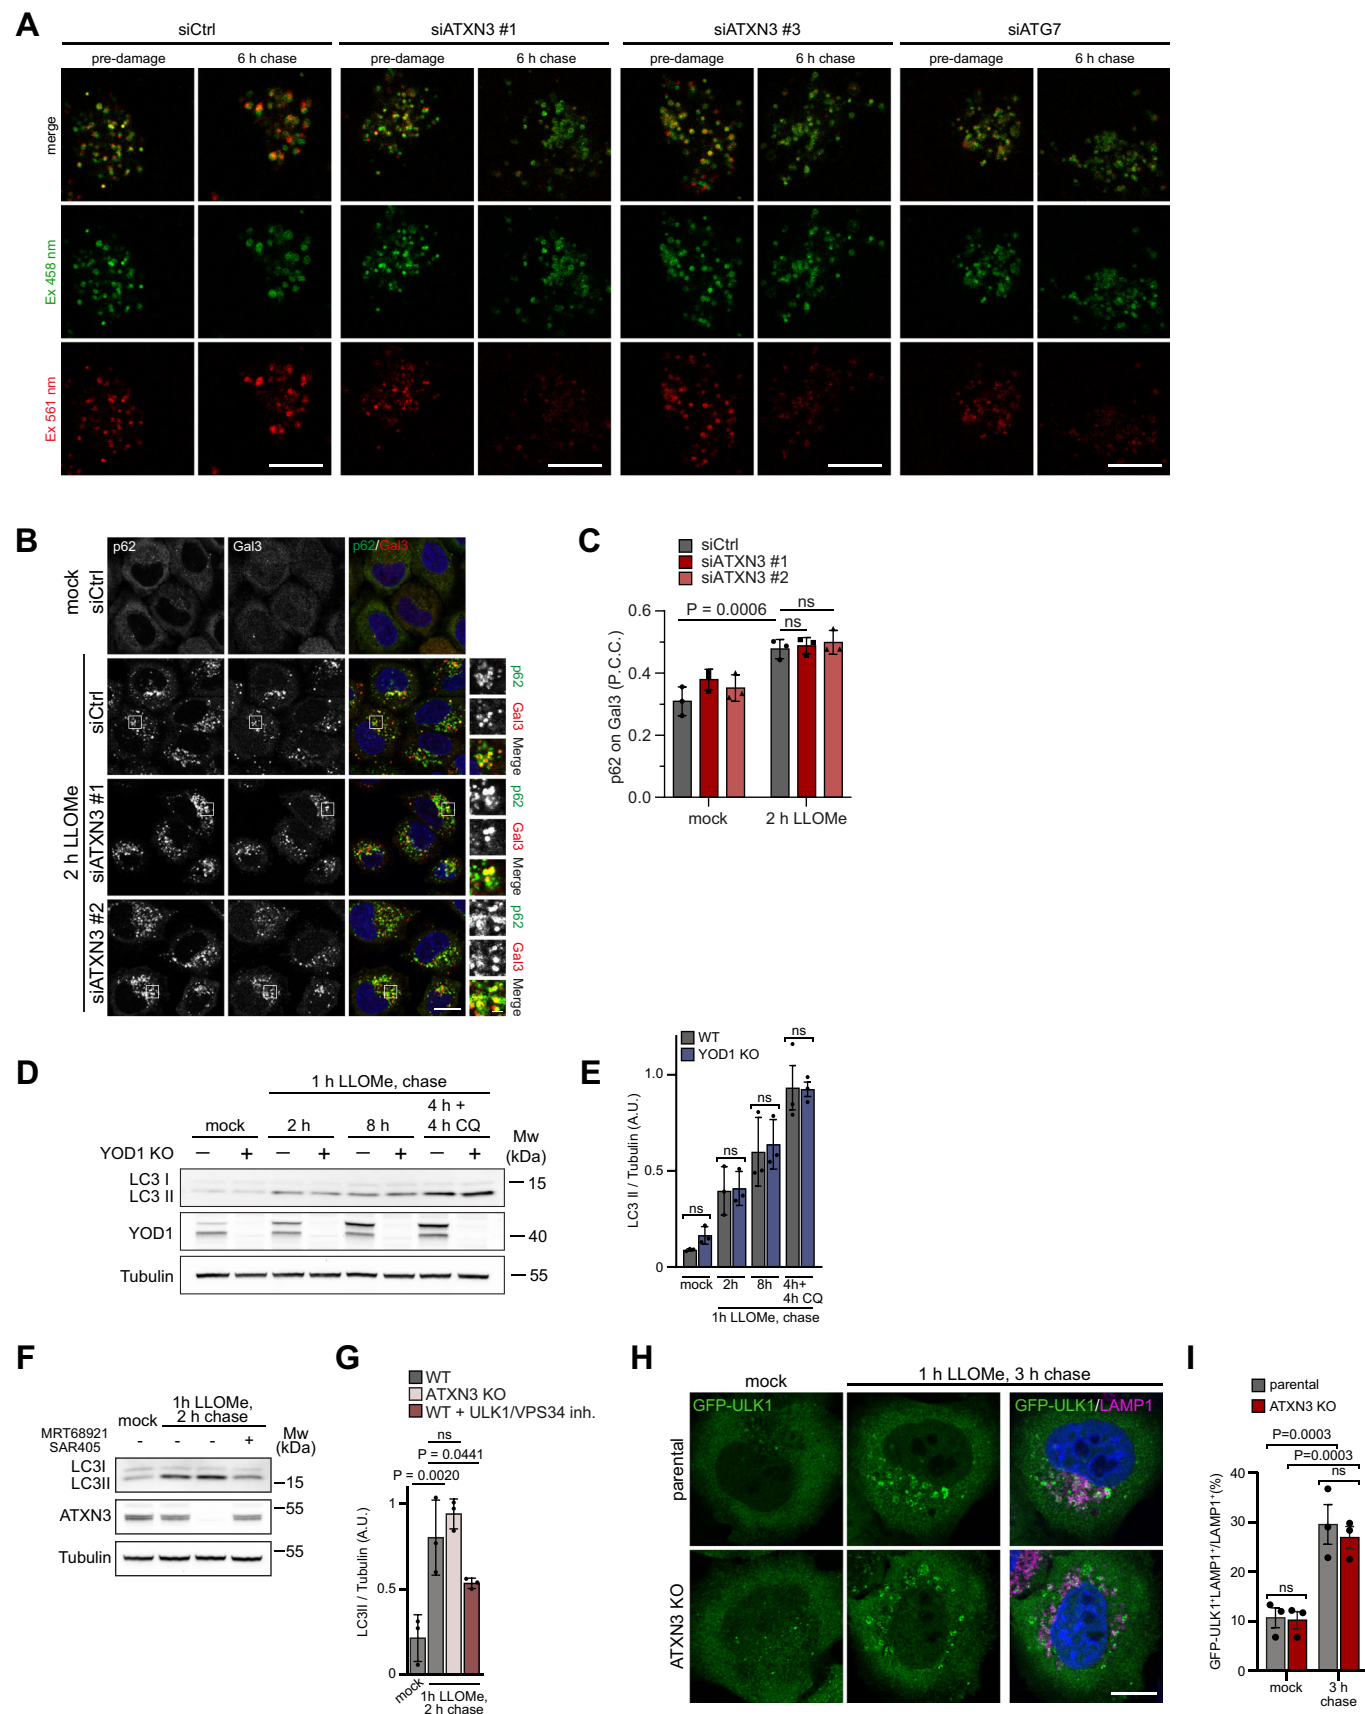 A
siCtrl
siATXN3 #1
siATXN3 #3
siATG7
pre-damage
6 h chase
pre-damage
6 h chase
pre-damage
6 h chase
pre-damage
6 h chase
merge
Ex 458 nm
Ex 561 nm
B
p62
Gal3
p62/Gal3
mock
siCtrl
2 h LLOMe
siCtrl
siATXN3 #1
siATXN3 #2
p62
Gal3
Merge
p62
Gal3
Merge
p62
Gal3
Merge
C
siCtrl
siATXN3 #1
siATXN3 #2
P = 0.0006
ns
ns
p62 on Gal3 (P.C.C.)
0.6
0.4
0.2
0.0
mock
2 h LLOMe
D
1 h LLOMe, chase
4 h +
mock
2 h
8 h
4 h CQ
Mw
(kDa)
YOD1 KO
— + — + — + — +
LC3 I
LC3 II
15
YOD1
40
Tubulin
55
E
WT
YOD1 KO
ns
ns
ns
ns
LC3 II / Tubulin (A.U.)
1.0
0.5
0
mock
2h
8h
4h+
4h CQ
1h LLOMe, chase
F
1h LLOMe,
mock
2 h chase
MRT68921
SAR405
- - - +
Mw
(kDa)
LC3I
LC3II
15
ATXN3
55
Tubulin
55
G
WT
ATXN3 KO
WT + ULK1/VPS34 inh.
ns
P = 0.0441
P = 0.0020
LC3II / Tubulin (A.U.)
1
0.5
0
mock
1h LLOMe,
2 h chase
H
mock
1 h LLOMe, 3 h chase
GFP-ULK1
GFP-ULK1/LAMP1
parental
ATXN3 KO
I
parental
ATXN3 KO
P=0.0003
P=0.0003
ns
ns
GFP-ULK1⁺LAMP1⁺/LAMP1⁺(%)
40
30
20
10
0
mock
3 h
chase